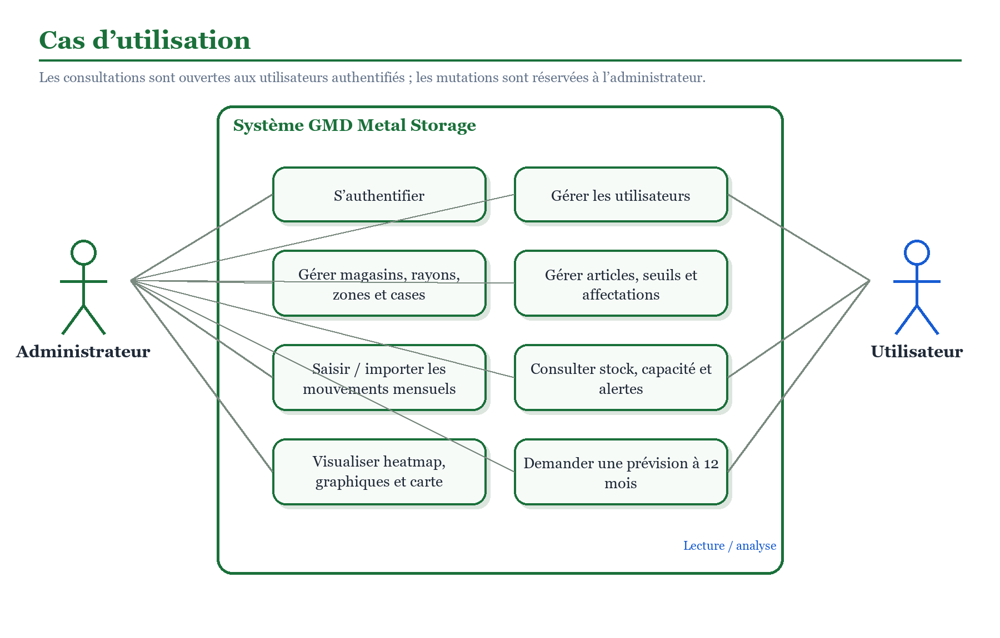 Cas d’utilisation
Les consultations sont ouvertes aux utilisateurs authentifiés ; les mutations sont réservées à l’administrateur.
Système GMD Metal Storage
S’authentifier
Gérer les utilisateurs
Gérer magasins, rayons,
zones et cases
Gérer articles, seuils et
affectations
Administrateur
Utilisateur
Saisir / importer les
mouvements mensuels
Consulter stock, capacité et
alertes
Visualiser heatmap,
graphiques et carte
Demander une prévision à 12
mois
Lecture / analyse